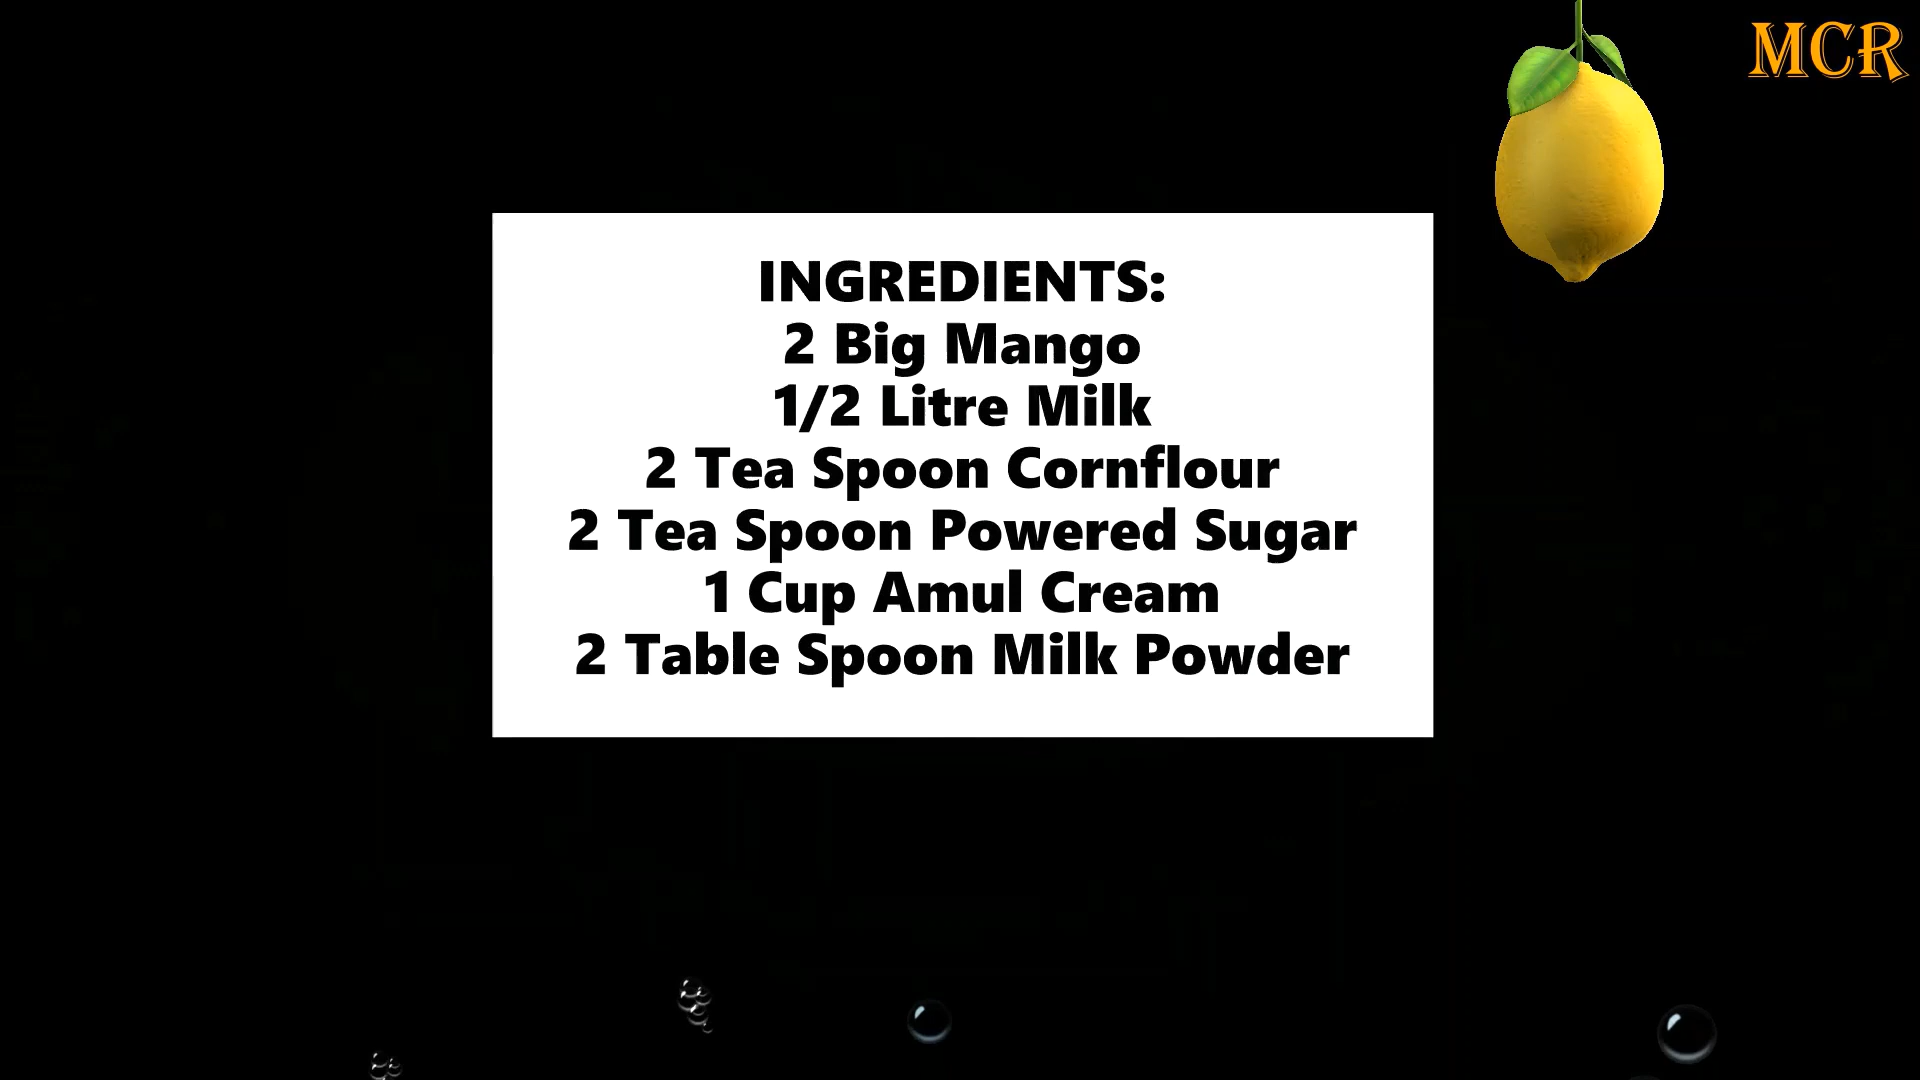 MCR
INGREDIENTS:
2 Big Mango
1/2 Litre Milk
2 Tea Spoon Cornflour
2 Tea Spoon Powered Sugar
1 Cup Amul Cream
2 Table Spoon Milk Powder